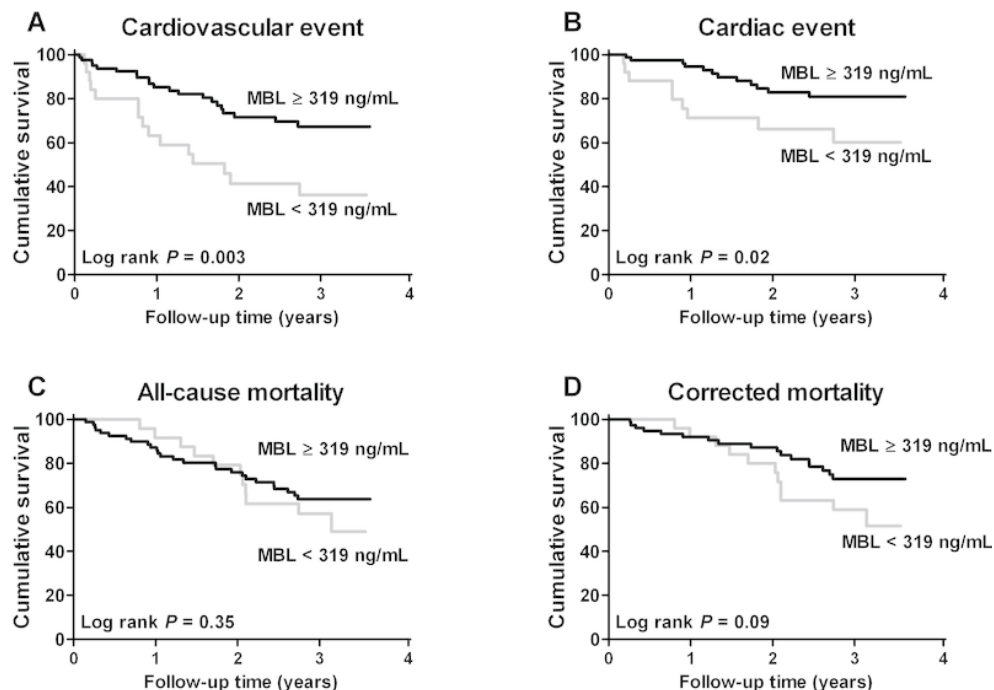 A
Cardiovascular event
Cumulative survival
100
80
60
40
20
0
MBL ≥ 319 ng/mL
MBL < 319 ng/mL
Log rank P = 0.003
0 1 2 3 4
Follow-up time (years)
B
Cardiac event
Cumulative survival
100
80
60
40
20
0
MBL ≥ 319 ng/mL
MBL < 319 ng/mL
Log rank P = 0.02
0 1 2 3 4
Follow-up time (years)
C
All-cause mortality
Cumulative survival
100
80
60
40
20
0
MBL ≥ 319 ng/mL
MBL < 319 ng/mL
Log rank P = 0.35
0 1 2 3 4
Follow-up time (years)
D
Corrected mortality
Cumulative survival
100
80
60
40
20
0
MBL ≥ 319 ng/mL
MBL < 319 ng/mL
Log rank P = 0.09
0 1 2 3 4
Follow-up time (years)